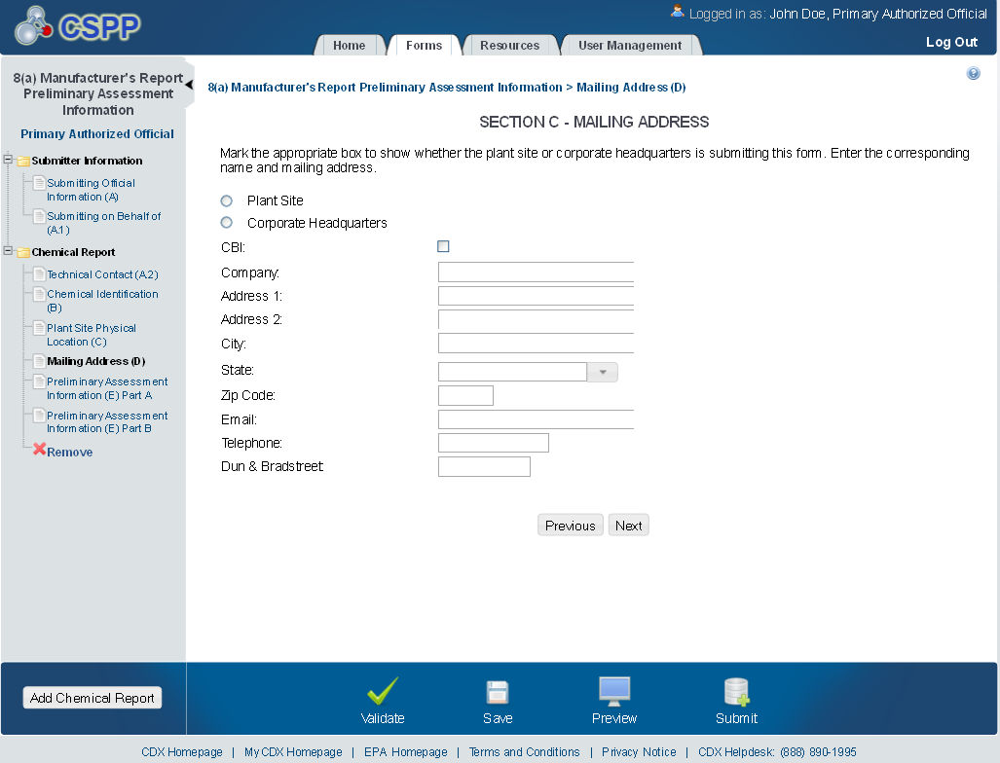 CSPP
Logged in as: John Doe, Primary Authorized Official
Home Forms Resources User Management
Log Out
8(a) Manufacturer's Report
Preliminary Assessment
Information
Primary Authorized Official
Submitter Information
Submitting Official
Information (A)
Submitting on Behalf of
(A.1)
Chemical Report
Technical Contact (A.2)
Chemical Identification
(B)
Plant Site Physical
Location (C)
Mailing Address (D)
Preliminary Assessment
Information (E) Part A
Preliminary Assessment
Information (E) Part B
Remove
8(a) Manufacturer's Report Preliminary Assessment Information > Mailing Address (D)
SECTION C - MAILING ADDRESS
Mark the appropriate box to show whether the plant site or corporate headquarters is submitting this form. Enter the corresponding
name and mailing address.
Plant Site
Corporate Headquarters
CBI:
Company:
Address 1:
Address 2:
City:
State:
Zip Code:
Email:
Telephone:
Dun & Bradstreet
Previous Next
Add Chemical Report
Validate Save Preview Submit
CDX Homepage | My CDX Homepage | EPA Homepage | Terms and Conditions | Privacy Notice | CDX Helpdesk: (888) 890-1995